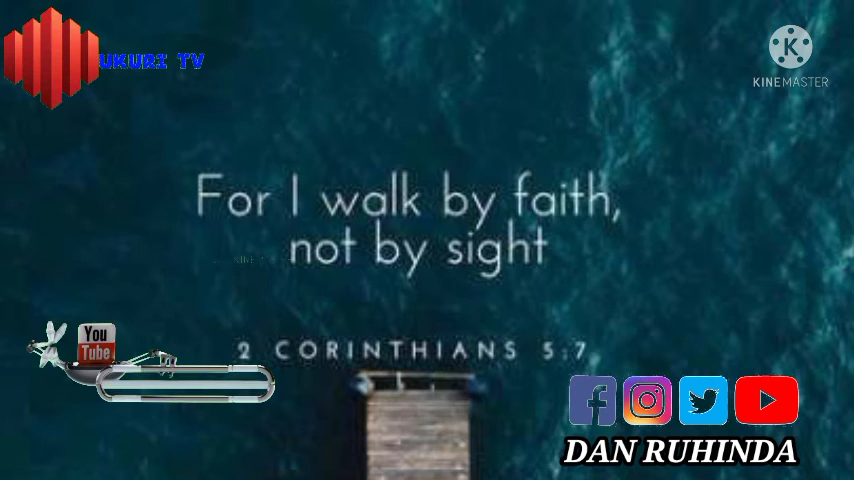 UKURI TV
KINEMASTER
For I walk by faith,
not by sight
2 CORINTHIANS 5:7
You
Tube
DAN RUHINDA